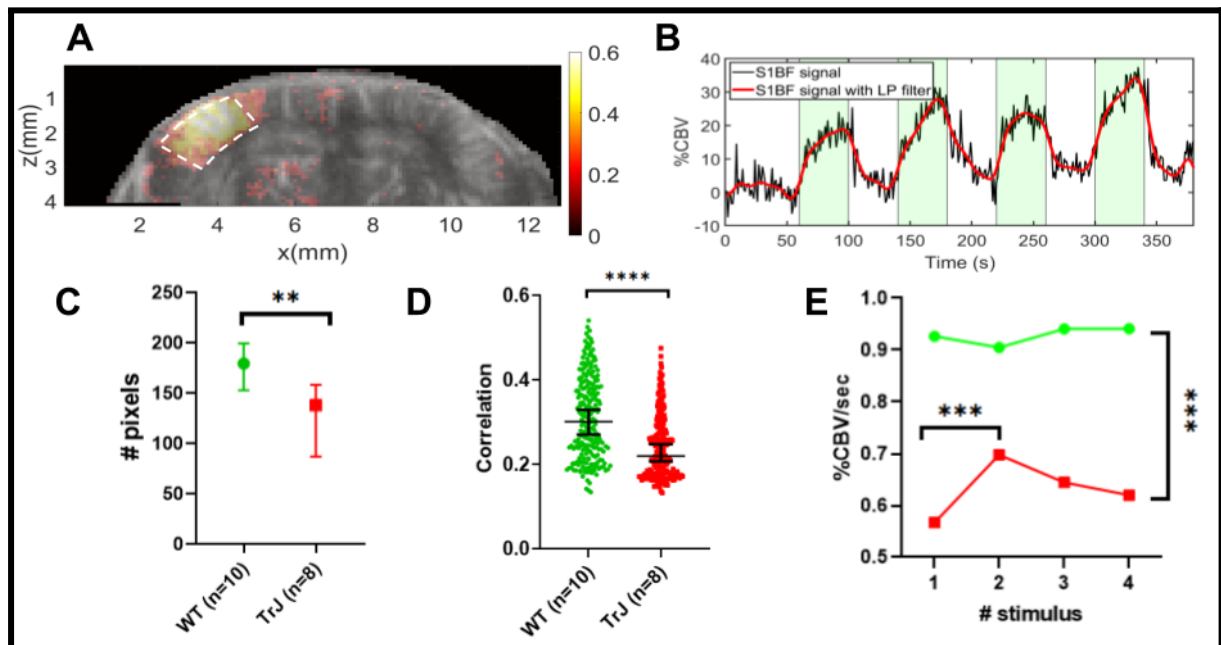 A
0.6
0.4
0.2
0
z(mm)
1
2
3
4
2 4 6 8 10 12
x(mm)
B
S1BF signal
S1BF signal with LP filter
%CBV
40
30
20
10
0
-10
0 50 100 150 200 250 300 350
Time (s)
C
**
# pixels
250
200
150
100
50
0
WT (n=10)
TrJ (n=8)
D
****
Correlation
0.6
0.4
0.2
0.0
WT (n=10)
TrJ (n=8)
E
%CBV/sec
1.0
0.9
0.8
0.7
0.6
0.5
***
***
1 2 3 4
# stimulus